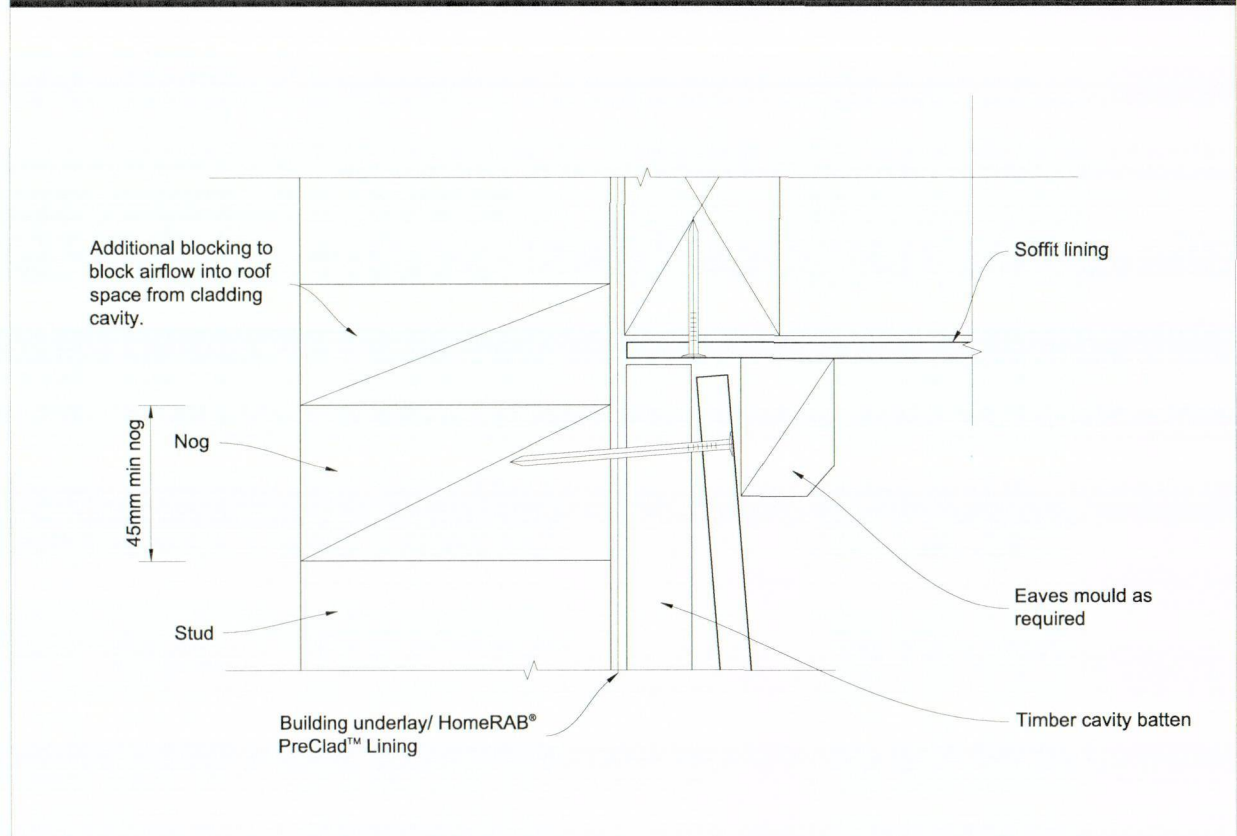 Additional blocking to
block airflow into roof
space from cladding
cavity.
Soffit lining
45mm min nog
Nog
Stud
Eaves mould as
required
Building underlay/ HomeRAB®
PreClad™ Lining
Timber cavity batten